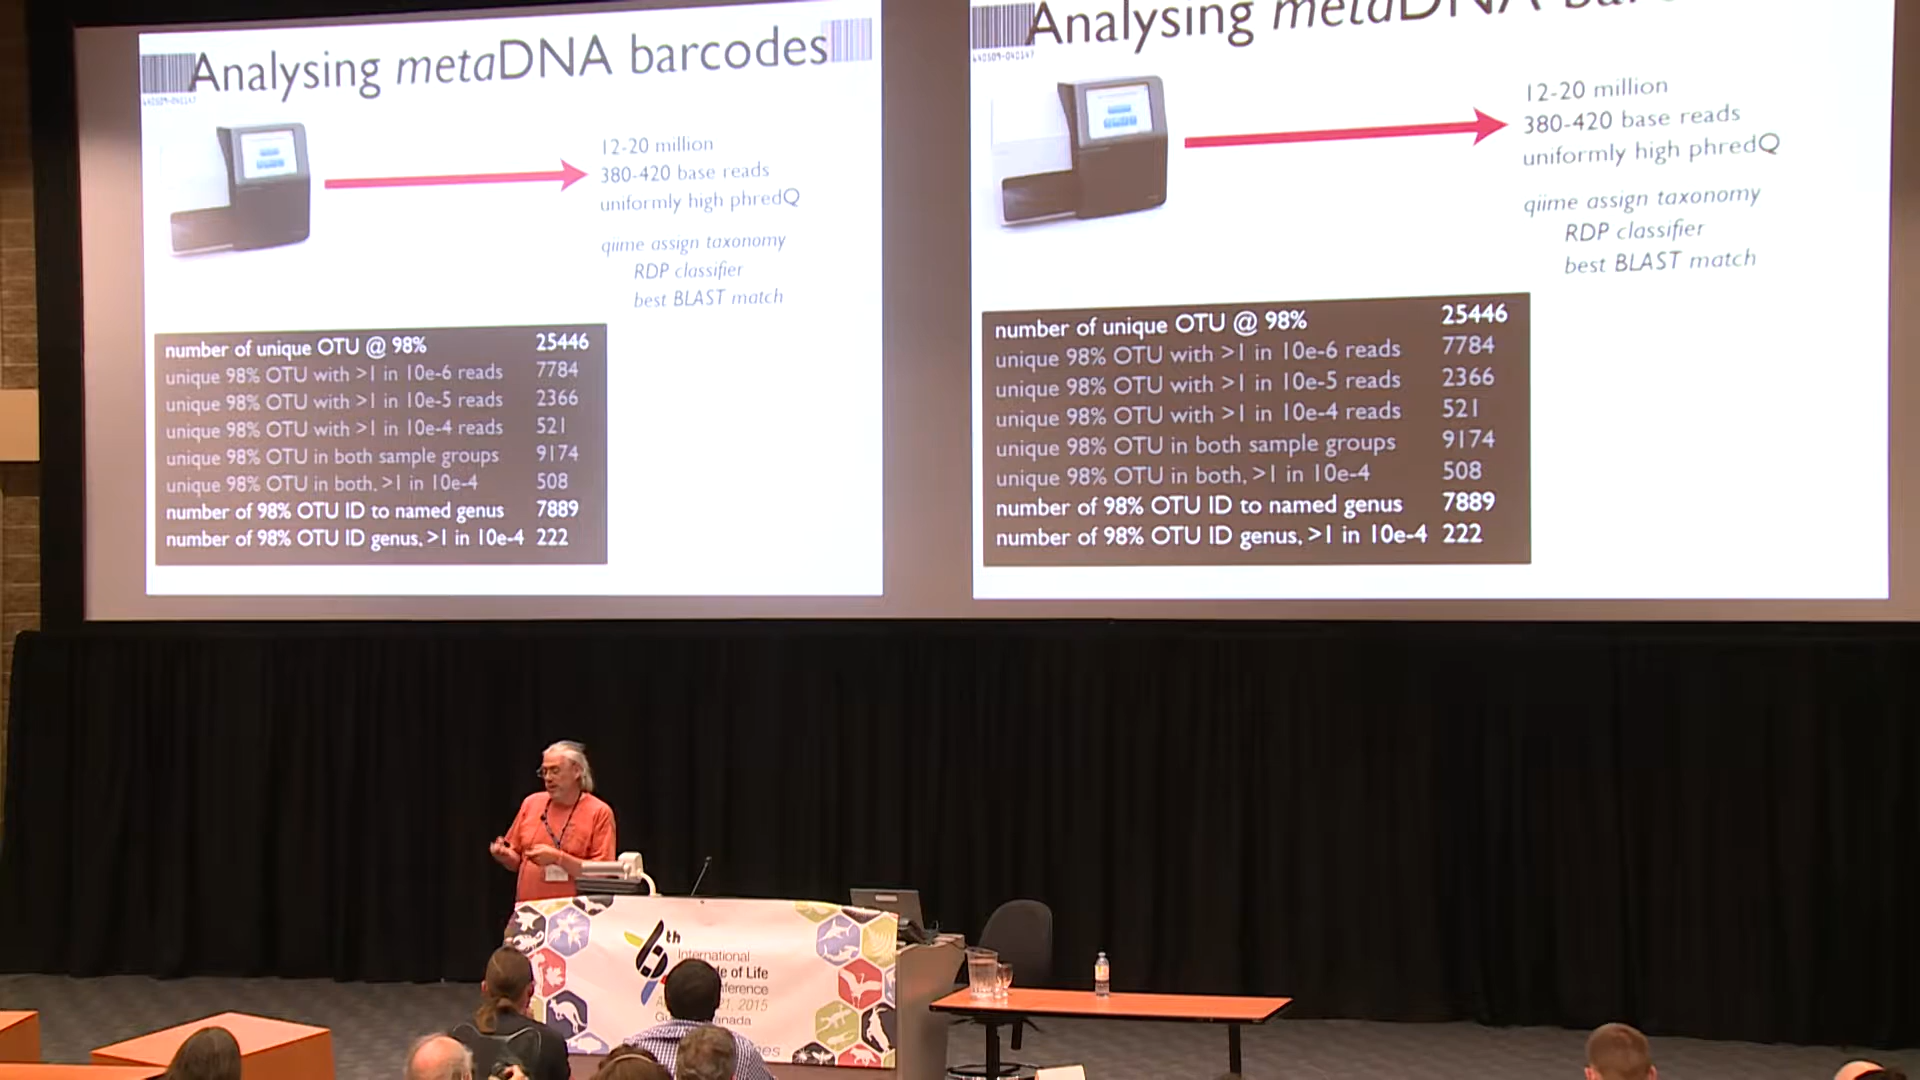 Analysing metaDNA barcodes
12-20 million
380-420 base reads
uniformly high phredQ
qiime assign taxonomy
RDP classifier
best BLAST match
number of unique OTU @ 98% 25446
unique 98% OTU with >1 in 10e-6 reads 7784
unique 98% OTU with >1 in 10e-5 reads 2366
unique 98% OTU with >1 in 10e-4 reads 521
unique 98% OTU in both sample groups 9174
unique 98% OTU in both, >1 in 10e-4 508
number of 98% OTU ID to named genus 7889
number of 98% OTU ID genus, >1 in 10e-4 222
Analysing metaDNA
12-20 million
380-420 base reads
uniformly high phredQ
qiime assign taxonomy
RDP classifier
best BLAST match
number of unique OTU @ 98% 25446
unique 98% OTU with >1 in 10e-6 reads 7784
unique 98% OTU with >1 in 10e-5 reads 2366
unique 98% OTU with >1 in 10e-4 reads 521
unique 98% OTU in both sample groups 9174
unique 98% OTU in both, >1 in 10e-4 508
number of 98% OTU ID to named genus 7889
number of 98% OTU ID genus, >1 in 10e-4 222
6th
International
of Life
2015